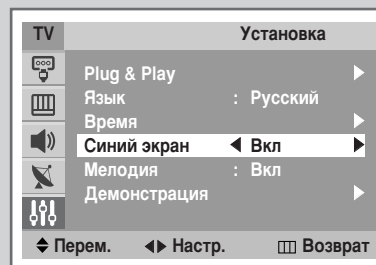 TV Установка
Plug & Play
Язык : Русский
Время
Синий экран Вкл
Мелодия : Вкл
Демонстрация
Перем. Настр. Возврат